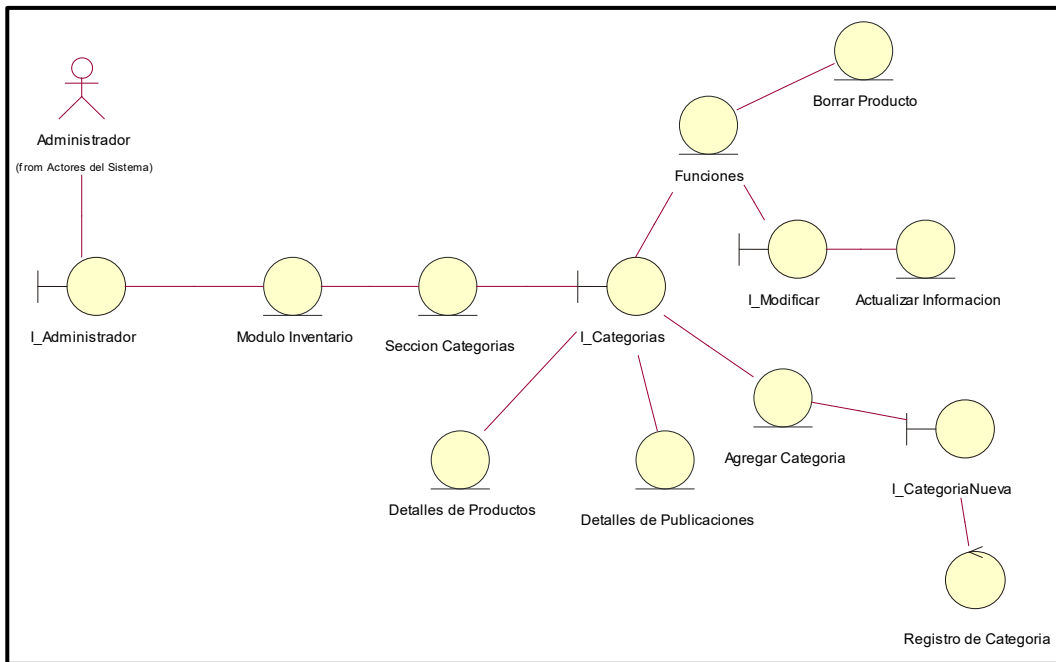 Borrar Producto
Administrador
(from Actores del Sistema)
Funciones
I_Modificar
Actualizar Informacion
I_Administrador
Modulo Inventario
Seccion Categorias
I_Categorias
Agregar Categoria
I_CategoriaNueva
Detalles de Productos
Detalles de Publicaciones
Registro de Categoria